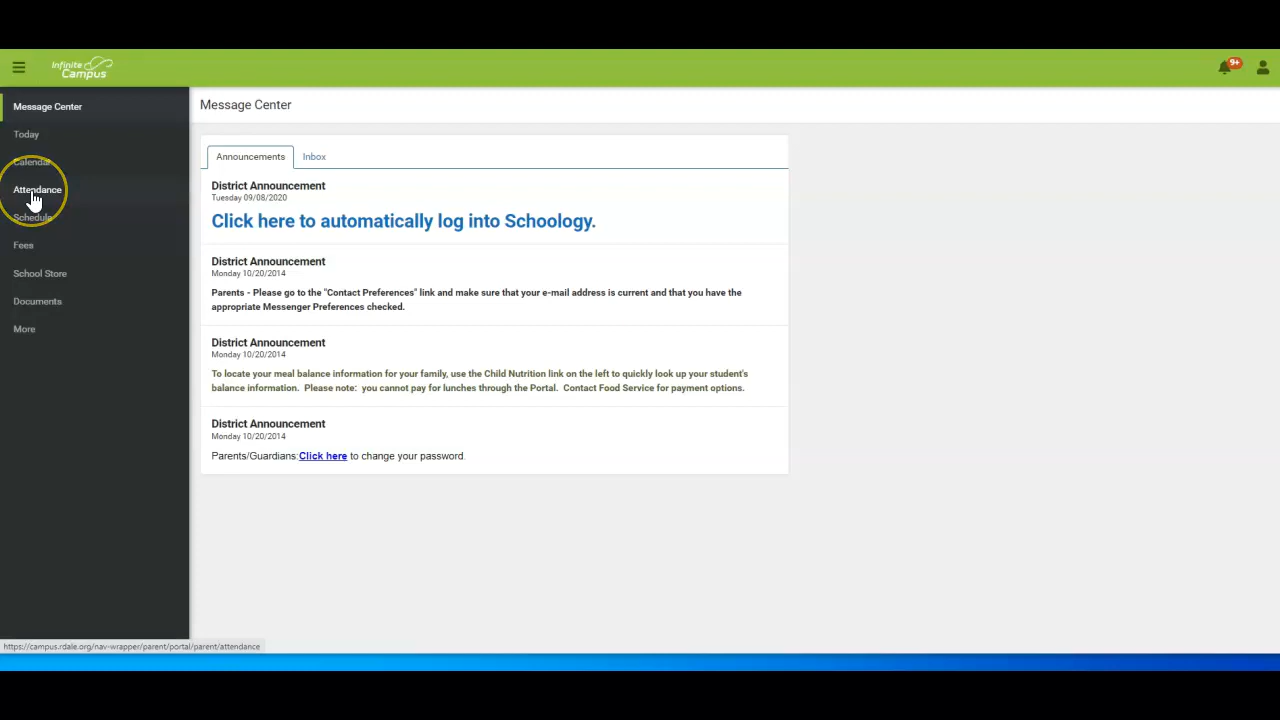 Infinite
Campus
9+
Message Center
Today
Calendar
Attendance
Schedule
Fees
School Store
Documents
More
Message Center
Announcements
Inbox
District Announcement
Tuesday 09/08/2020
Click here to automatically log into Schoology.
District Announcement
Monday 10/20/2014
Parents - Please go to the "Contact Preferences" link and make sure that your e-mail address is current and that you have the
appropriate Messenger Preferences checked.
District Announcement
Monday 10/20/2014
To locate your meal balance information for your family, use the Child Nutrition link on the left to quickly look up your student's
balance information. Please note: you cannot pay for lunches through the Portal. Contact Food Service for payment options.
District Announcement
Monday 10/20/2014
Parents/Guardians:Click here to change your password.
https://campus.rdale.org/nav-wrapper/parent/portal/parent/attendance